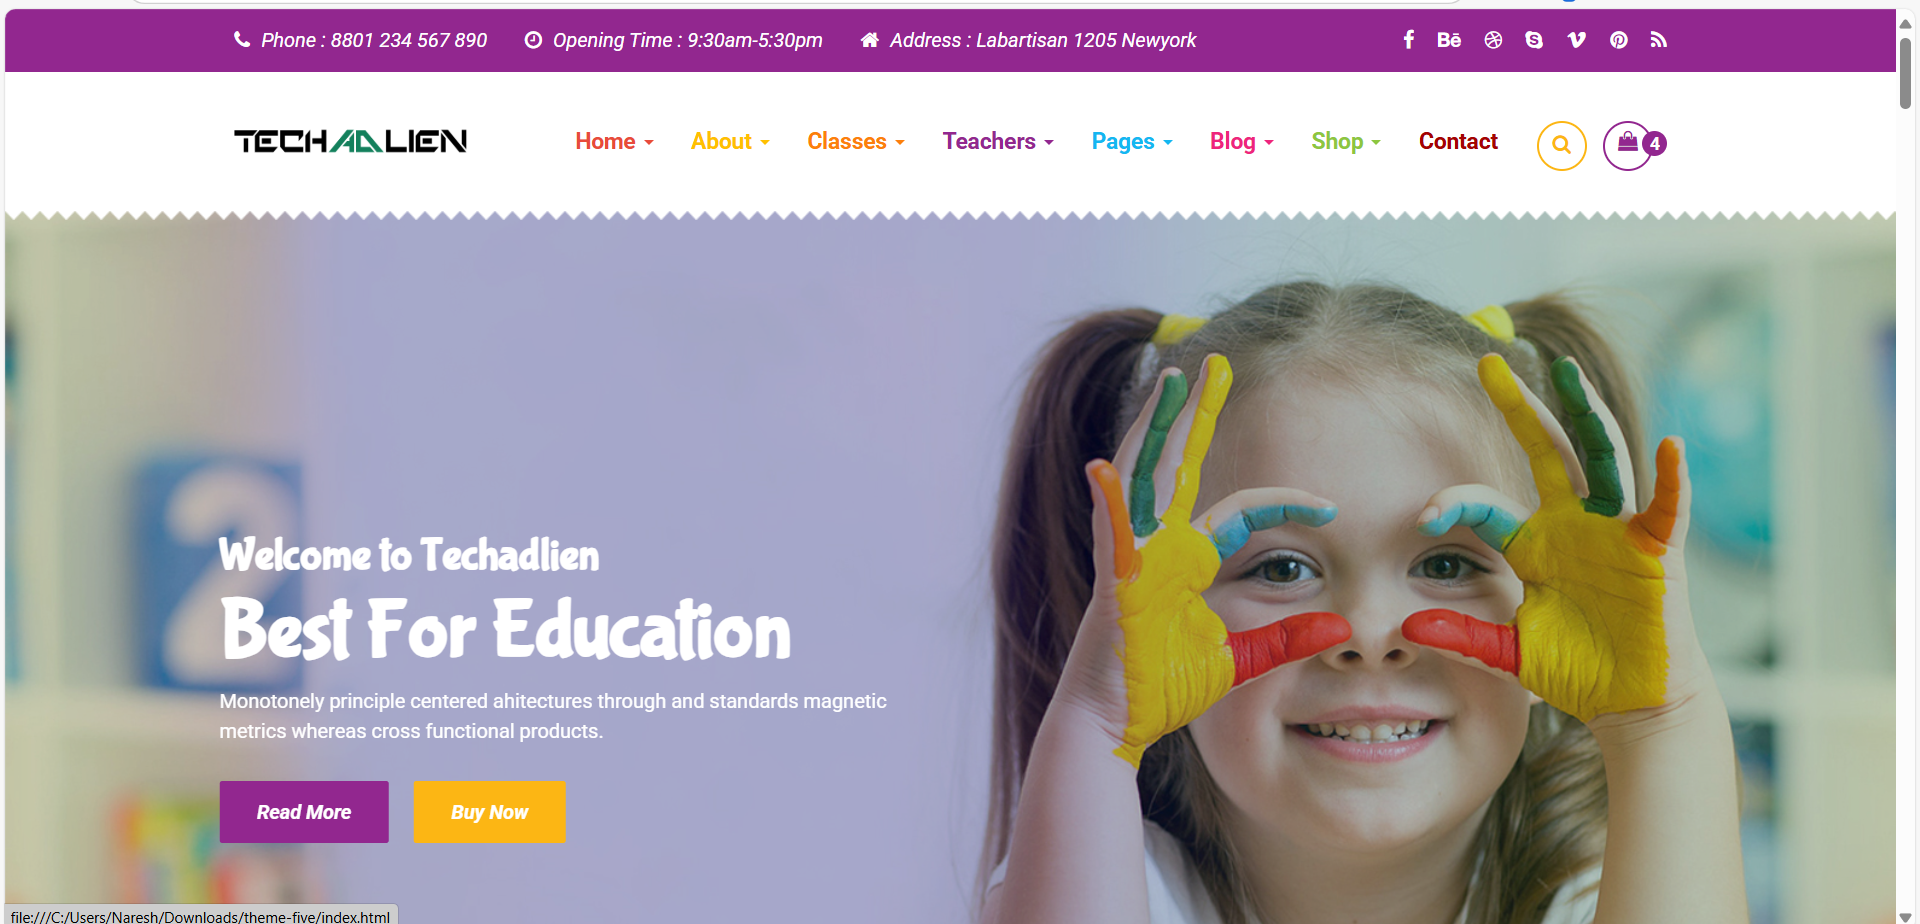 Phone : 8801 234 567 890 Opening Time : 9:30am-5:30pm Address : Labartisan 1205 Newyork Bē
TECHADLIEN Home About Classes Teachers Pages Blog Shop Contact 4
2
Welcome to Techadlien
Best For Education
Monotonely principle centered ahitectures through and standards magnetic
metrics whereas cross functional products.
Read More Buy Now
file:///C:/Users/Naresh/Downloads/theme-five/index.html